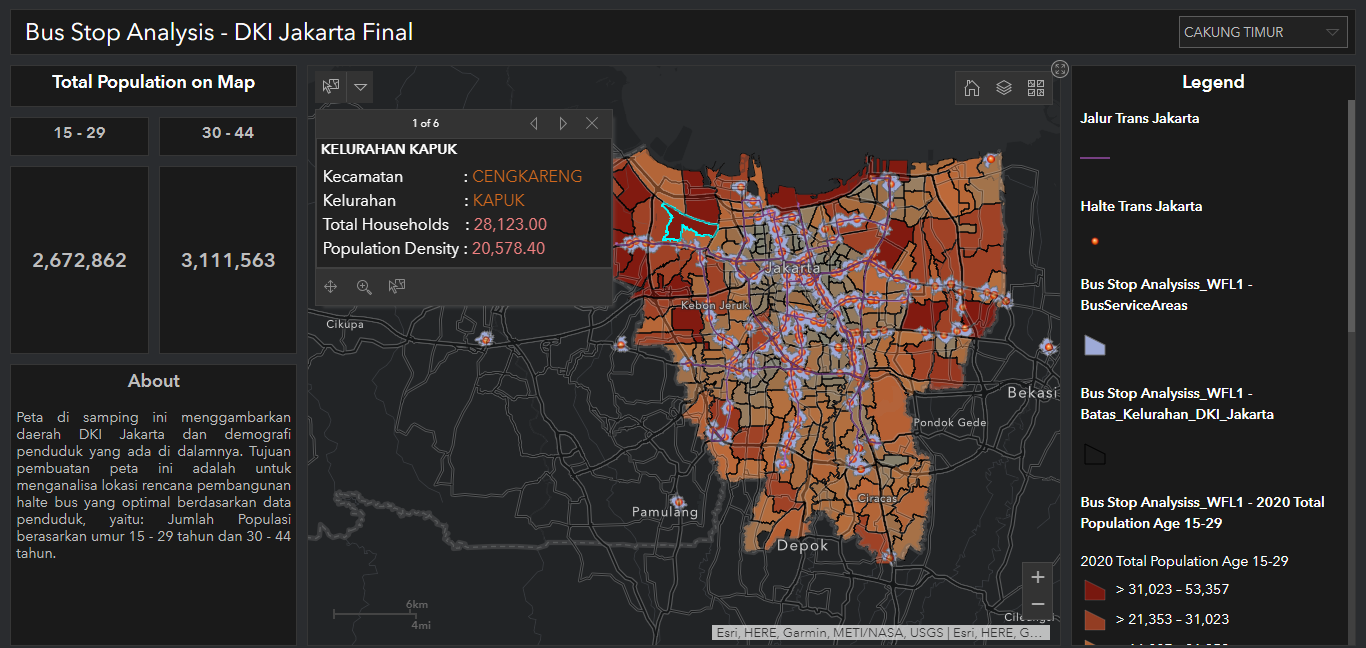 Bus Stop Analysis - DKI Jakarta Final
CAKUNG TIMUR
Total Population on Map
15 - 29
30 - 44
2,672,862
3,111,563
About
Peta di samping ini menggambarkan
daerah DKI Jakarta dan demografi
penduduk yang ada di dalamnya. Tujuan
pembuatan peta ini adalah untuk
menganalisa lokasi rencana pembangunan
halte bus yang optimal berdasarkan data
penduduk, yaitu: Jumlah Populasi
berasarkan umur 15 - 29 tahun dan 30 - 44
tahun.
1 of 6
KELURAHAN KAPUK
Kecamatan : CENGKARENG
Kelurahan : KAPUK
Total Households : 28,123.00
Population Density : 20,578.40
Jakarta
Kebon Jeruk
Cikupa
Bekasi
Pondok Gede
Ciracas
Pamulang
Depok
6km
4mi
Esri, HERE, Garmin, METI/NASA, USGS | Esri, HERE, G...
Legend
Jalur Trans Jakarta
Halte Trans Jakarta
Bus Stop Analysiss_WFL1 -
BusServiceAreas
Bus Stop Analysiss_WFL1 -
Batas_Kelurahan_DKI_Jakarta
Bus Stop Analysiss_WFL1 - 2020 Total
Population Age 15-29
2020 Total Population Age 15-29
> 31,023 – 53,357
> 21,353 – 31,023